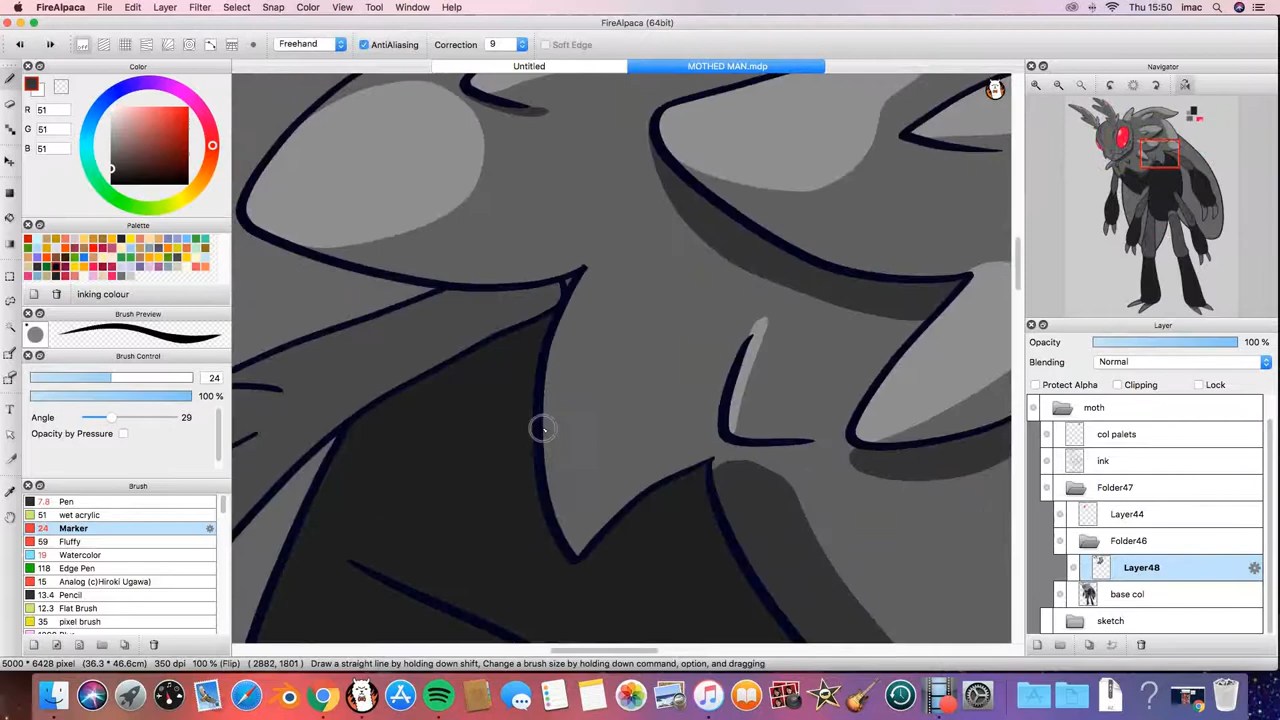 FireAlpaca File Edit Layer Filter Select Snap Color View Tool Window Help Thu 15:50 imac
FireAlpaca (64bit)
OFF Freehand AntiAliasing Correction 9 Soft Edge
Untitled MOTHED MAN.mdp
Color
R 51
G 51
B 51
Palette
inking colour
Brush Preview
Brush Control
24
100 %
Angle 29
Opacity by Pressure
Brush
7.8 Pen
51 wet acrylic
24 Marker
59 Fluffy
19 Watercolor
118 Edge Pen
15 Analog (c)Hiroki Ugawa)
13.4 Pencil
12.3 Flat Brush
35 pixel brush
Navigator
Layer
Opacity 100 %
Blending Normal
Protect Alpha Clipping Lock
moth
col palets
ink
Folder47
Layer44
Folder46
Layer48
base col
sketch
5000 * 6428 pixel (36.3 * 46.6cm) 350 dpi 100 % (Flip) ( 2882, 1801 ) Draw a straight line by holding down shift, Change a brush size by holding down command, option, and dragging